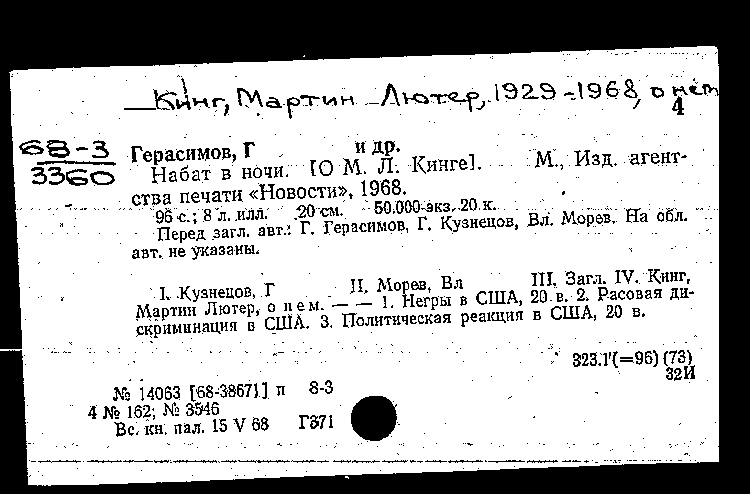 Кинг, Мартин Лютер, 1929-1968, о нем
4
68-3
3360
Герасимов, Г и др.
Набат в ночи. [О М. Л. Кинге]. М., Изд. агент-
ства печати «Новости», 1968.
96 с.; 8 л. илл. 20 см. 50.000 экз. 20 к.
Перед загл. авт.: Г. Герасимов, Г. Кузнецов, Вл. Морев. На обл.
авт. не указаны.
I. Кузнецов, Г II. Морев, Вл III. Загл. IV. Кинг,
Мартин Лютер, о нем. — — 1. Негры в США, 20 в. 2. Расовая ди-
скриминация в США. 3. Политическая реакция в США, 20 в.
323.1(=96) (73)
32И
№ 14063 [68-3867] п 8-3
4 № 162; № 3546
Вс. кн. пал. 15 V 68 Г371